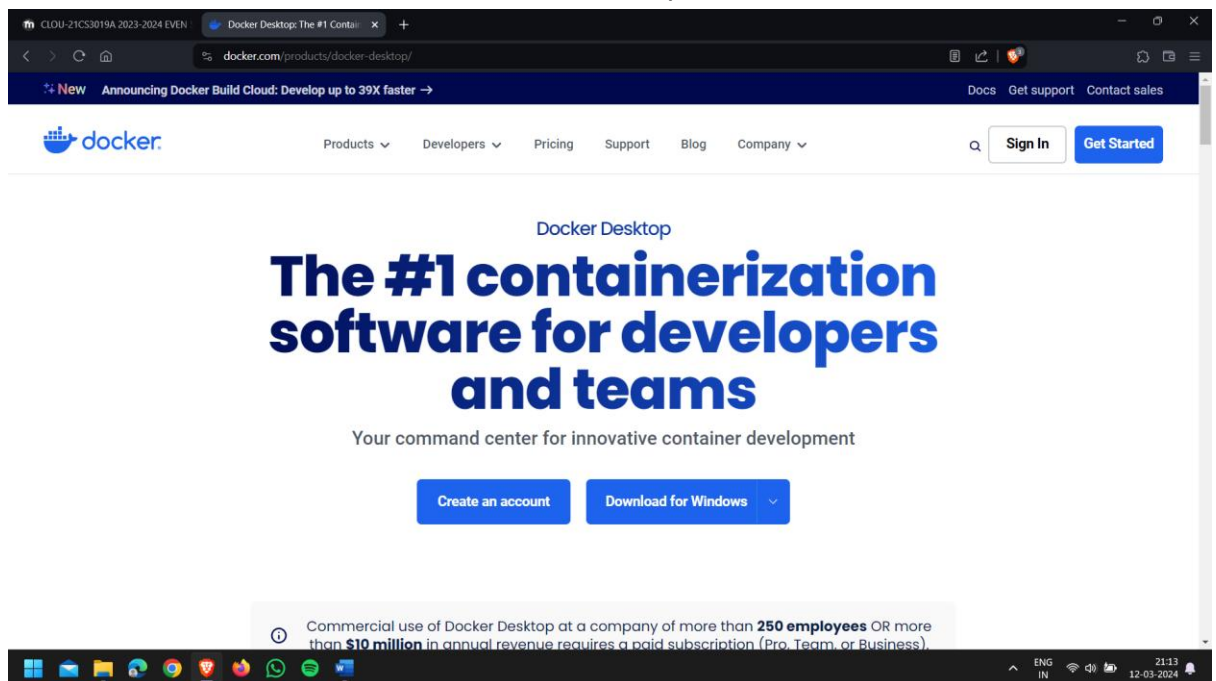 CLOU-21CS3019A 2023-2024 EVEN
Docker Desktop: The #1 Contai
docker.com/products/docker-desktop/
New Announcing Docker Build Cloud: Develop up to 39X faster →
Docs Get support Contact sales
docker
Products Developers Pricing Support Blog Company
Sign In
Get Started
Docker Desktop
The #1 containerization
software for developers
and teams
Your command center for innovative container development
Create an account
Download for Windows
Commercial use of Docker Desktop at a company of more than 250 employees OR more
than $10 million in annual revenue requires a paid subscription (Pro, Team, or Business).
ENG
IN
21:13
12-03-2024